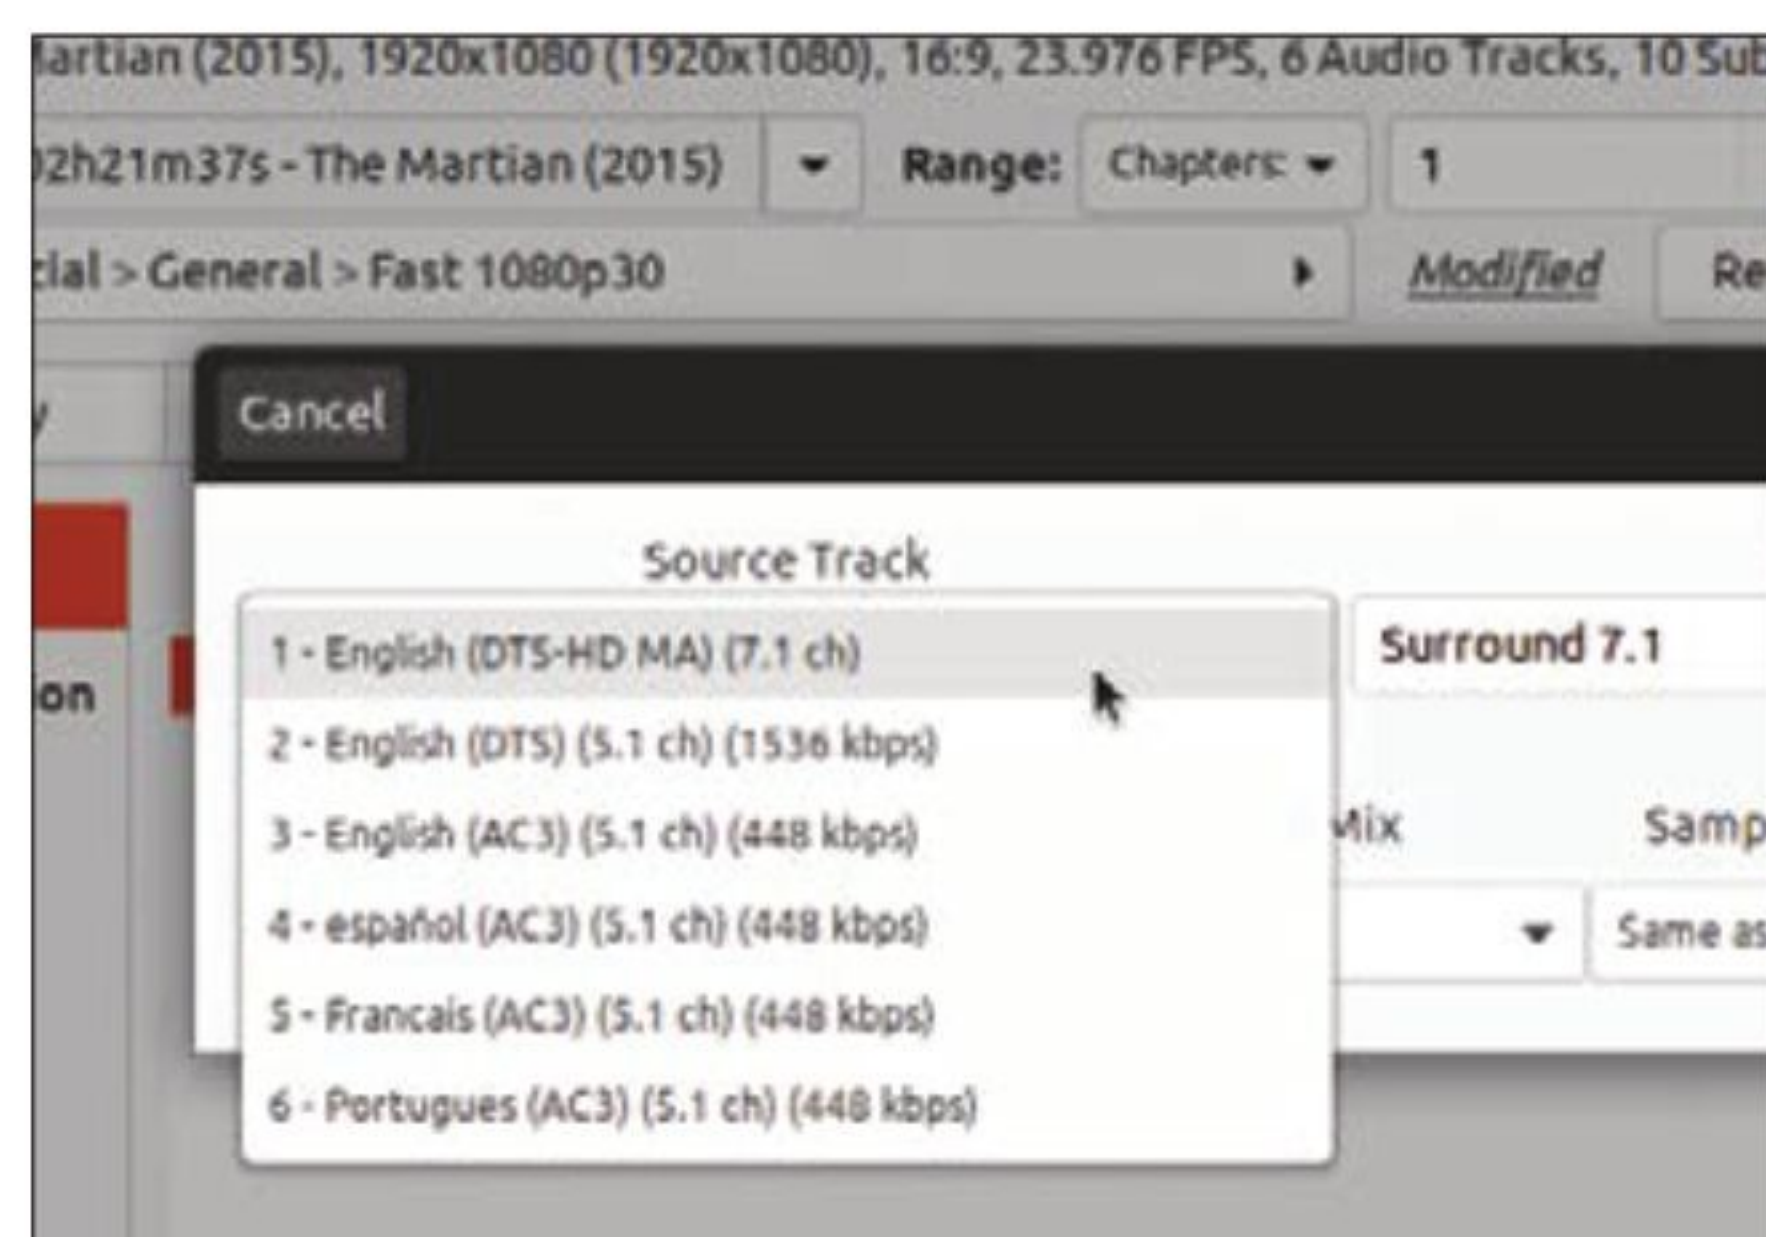 lartian (2015), 1920x1080 (1920x1080), 16:9, 23.976 FPS, 6 Audio Tracks, 10 Sub
02h21m37s - The Martian (2015) Range: Chapters: 1
cial > General > Fast 1080p30 Modified Re
Cancel
y
Source Track
1 - English (DTS-HD MA) (7.1 ch) Surround 7.1
on
2 - English (DTS) (5.1 ch) (1536 kbps)
3 - English (AC3) (5.1 ch) (448 kbps) Mix Samp
4 - español (AC3) (5.1 ch) (448 kbps) Same as
5 - Francais (AC3) (5.1 ch) (448 kbps)
6 - Portugues (AC3) (5.1 ch) (448 kbps)